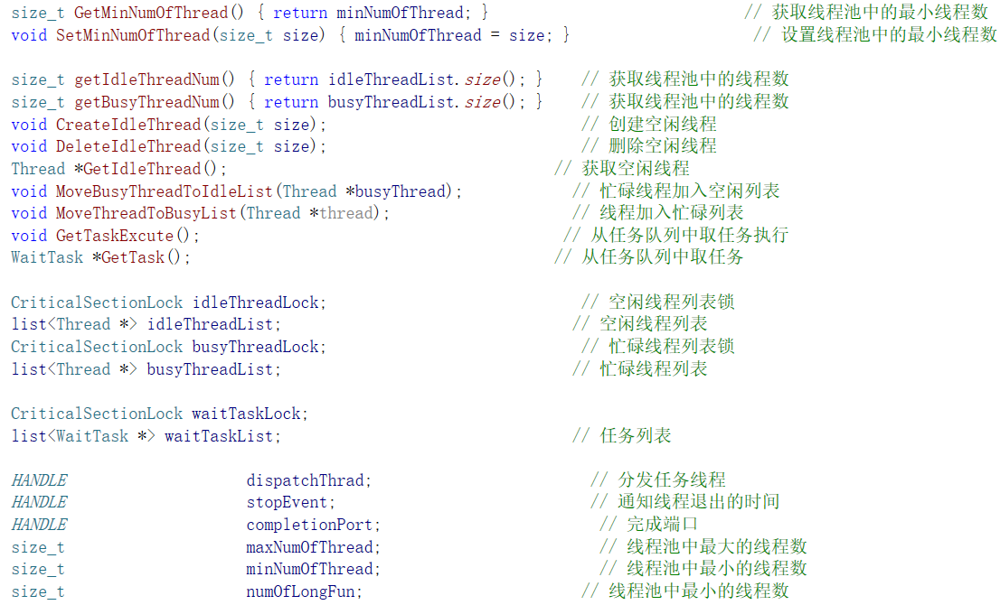 size_t GetMinNumOfThread() { return minNumOfThread; } // 获取线程池中的最小线程数
void SetMinNumOfThread(size_t size) { minNumOfThread = size; } // 设置线程池中的最小线程数
size_t getIdleThreadNum() { return idleThreadList.size(); } // 获取线程池中的线程数
size_t getBusyThreadNum() { return busyThreadList.size(); } // 获取线程池中的线程数
void CreateIdleThread(size_t size); // 创建空闲线程
void DeleteIdleThread(size_t size); // 删除空闲线程
Thread *GetIdleThread(); // 获取空闲线程
void MoveBusyThreadToIdleList(Thread *busyThread); // 忙碌线程加入空闲列表
void MoveThreadToBusyList(Thread *thread); // 线程加入忙碌列表
void GetTaskExcute(); // 从任务队列中取任务执行
WaitTask *GetTask(); // 从任务队列中取任务
CriticalSectionLock idleThreadLock; // 空闲线程列表锁
list<Thread *> idleThreadList; // 空闲线程列表
CriticalSectionLock busyThreadLock; // 忙碌线程列表锁
list<Thread *> busyThreadList; // 忙碌线程列表
CriticalSectionLock waitTaskLock;
list<WaitTask *> waitTaskList; // 任务列表
HANDLE dispatchThrad; // 分发任务线程
HANDLE stopEvent; // 通知线程退出的时间
HANDLE completionPort; // 完成端口
size_t maxNumOfThread; // 线程池中最大的线程数
size_t minNumOfThread; // 线程池中最小的线程数
size_t numOfLongFun; // 线程池中最小的线程数